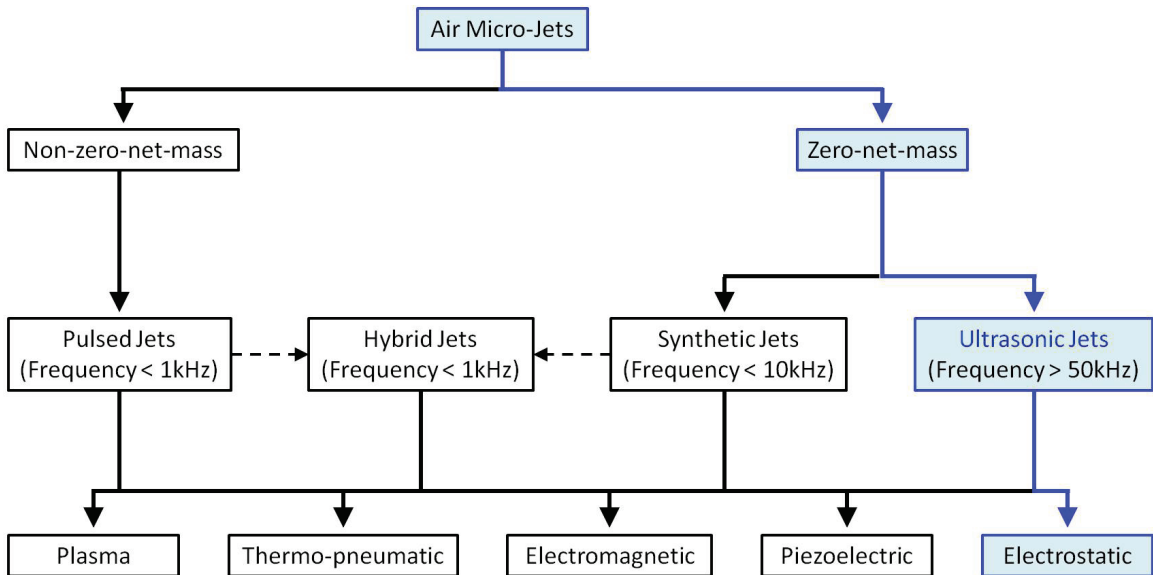 Air Micro-Jets
Non-zero-net-mass
Zero-net-mass
Pulsed Jets
(Frequency < 1kHz)
Hybrid Jets
(Frequency < 1kHz)
Synthetic Jets
(Frequency < 10kHz)
Ultrasonic Jets
(Frequency > 50kHz)
Plasma
Thermo-pneumatic
Electromagnetic
Piezoelectric
Electrostatic